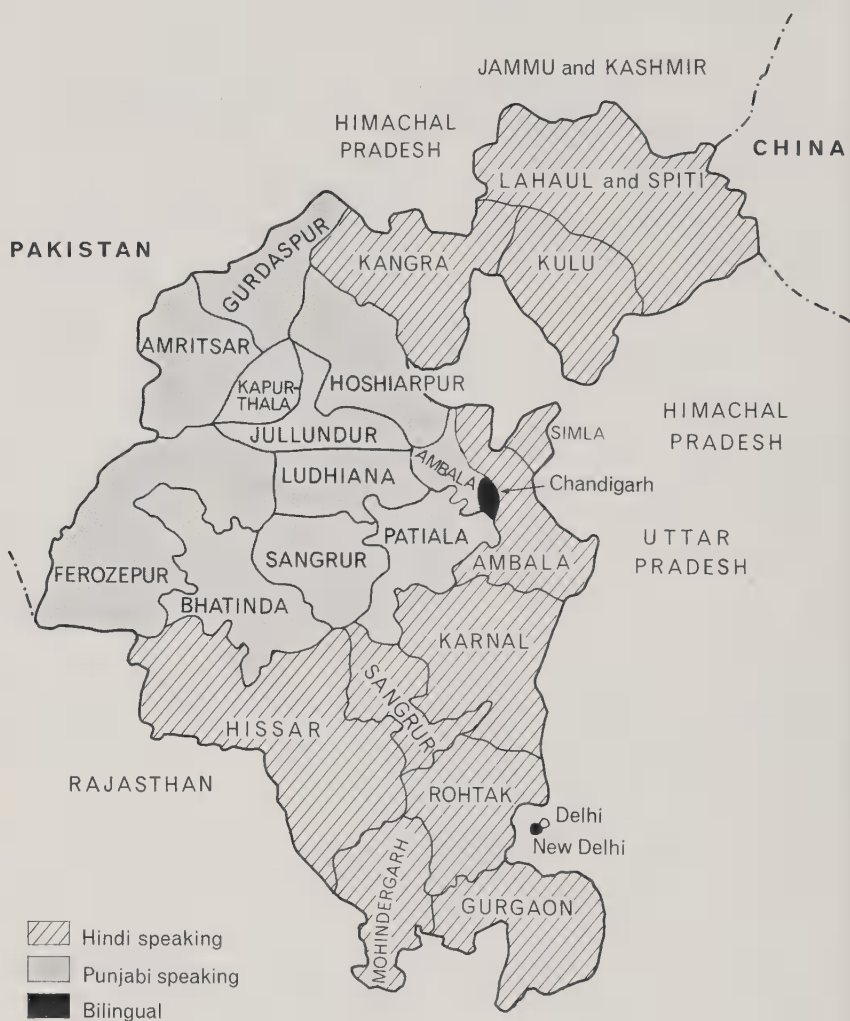 JAMMU and KASHMIR
HIMACHAL
PRADESH
CHINA
LAHAUL and SPITI
PAKISTAN
GURDASPUR
KANGRA
KULU
AMRITSAR
KAPUR-
THALA
HOSHIARPUR
HIMACHAL
PRADESH
SIMLA
JULLUNDUR
AMBALA
LUDHIANA
Chandigarh
PATIALA
UTTAR
PRADESH
SANGRUR
AMBALA
FEROZEPUR
BHATINDA
KARNAL
SANGRUR
HISSAR
RAJASTHAN
ROHTAK
Delhi
New Delhi
MOHINDERGARH
GURGAON
Hindi speaking
Punjabi speaking
Bilingual